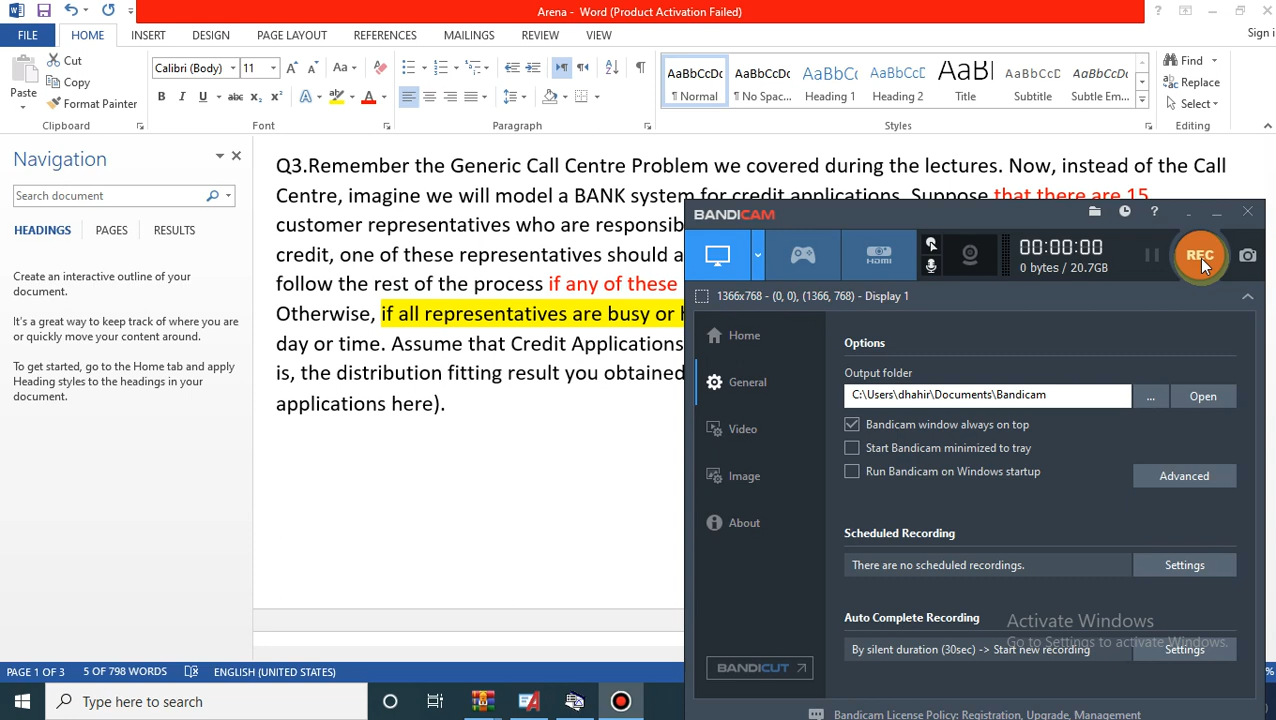 Arena - Word (Product Activation Failed)
FILE HOME INSERT DESIGN PAGE LAYOUT REFERENCES MAILINGS REVIEW VIEW Sign i
Paste Cut
Copy
Format Painter
Calibri (Body) 11
Aa
B I U abc x₂ x² A A
AaBbCcDc AaBbCcDc AaBbCc AaBbCc AaBl AaBbCcDc AaBbCcDc
¶ Normal ¶ No Spac... Heading 1 Heading 2 Title Subtitle Subtle Em...
Find
Replace
Select
Clipboard Font Paragraph Styles Editing
Navigation
Search document
HEADINGS PAGES RESULTS
Create an interactive outline of your
document.
It's a great way to keep track of where you are
or quickly move your content around.
To get started, go to the Home tab and apply
Heading styles to the headings in your
document.
Q3.Remember the Generic Call Centre Problem we covered during the lectures. Now, instead of the Call
Centre, imagine we will model a BANK system for credit applications. Suppose that there are 15
customer representatives who are responsi
credit, one of these representatives should a
follow the rest of the process if any of these
Otherwise, if all representatives are busy or
day or time. Assume that Credit Applications
is, the distribution fitting result you obtained
applications here).
BANDICAM
HDMI
00:00:00
0 bytes / 20.7GB
REC
1366x768 - (0, 0), (1366, 768) - Display 1
Home
General
Video
Image
About
BANDICUT
Options
Output folder
C:\Users\dhahir\Documents\Bandicam ... Open
Bandicam window always on top
Start Bandicam minimized to tray
Run Bandicam on Windows startup
Advanced
Scheduled Recording
There are no scheduled recordings. Settings
Auto Complete Recording
By silent duration (30sec) -> Start new recording Settings
Activate Windows
Go to Settings to activate Windows.
Bandicam License Policy: Registration, Upgrade, Management
PAGE 1 OF 3 5 OF 798 WORDS ENGLISH (UNITED STATES) %
Type here to search